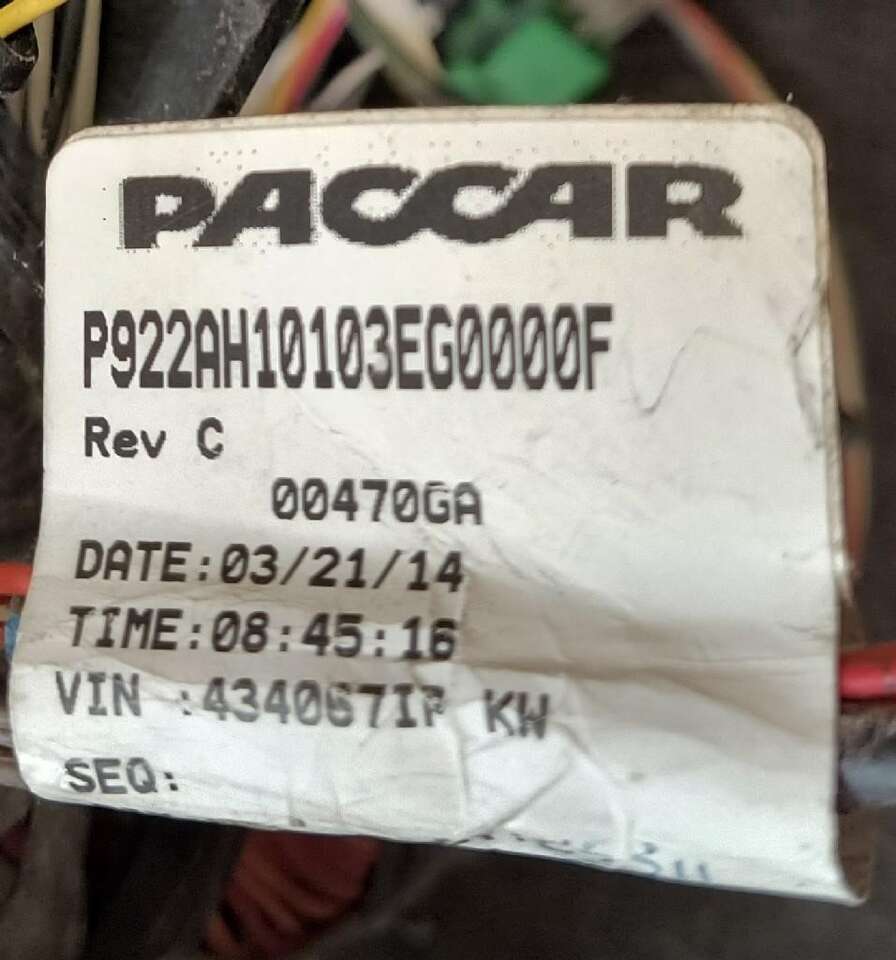 PACCAR
P922AH10103EG0000F
Rev C
00470GA
DATE:03/21/14
TIME:08:45:16
VIN :434067IP KW
SEQ: